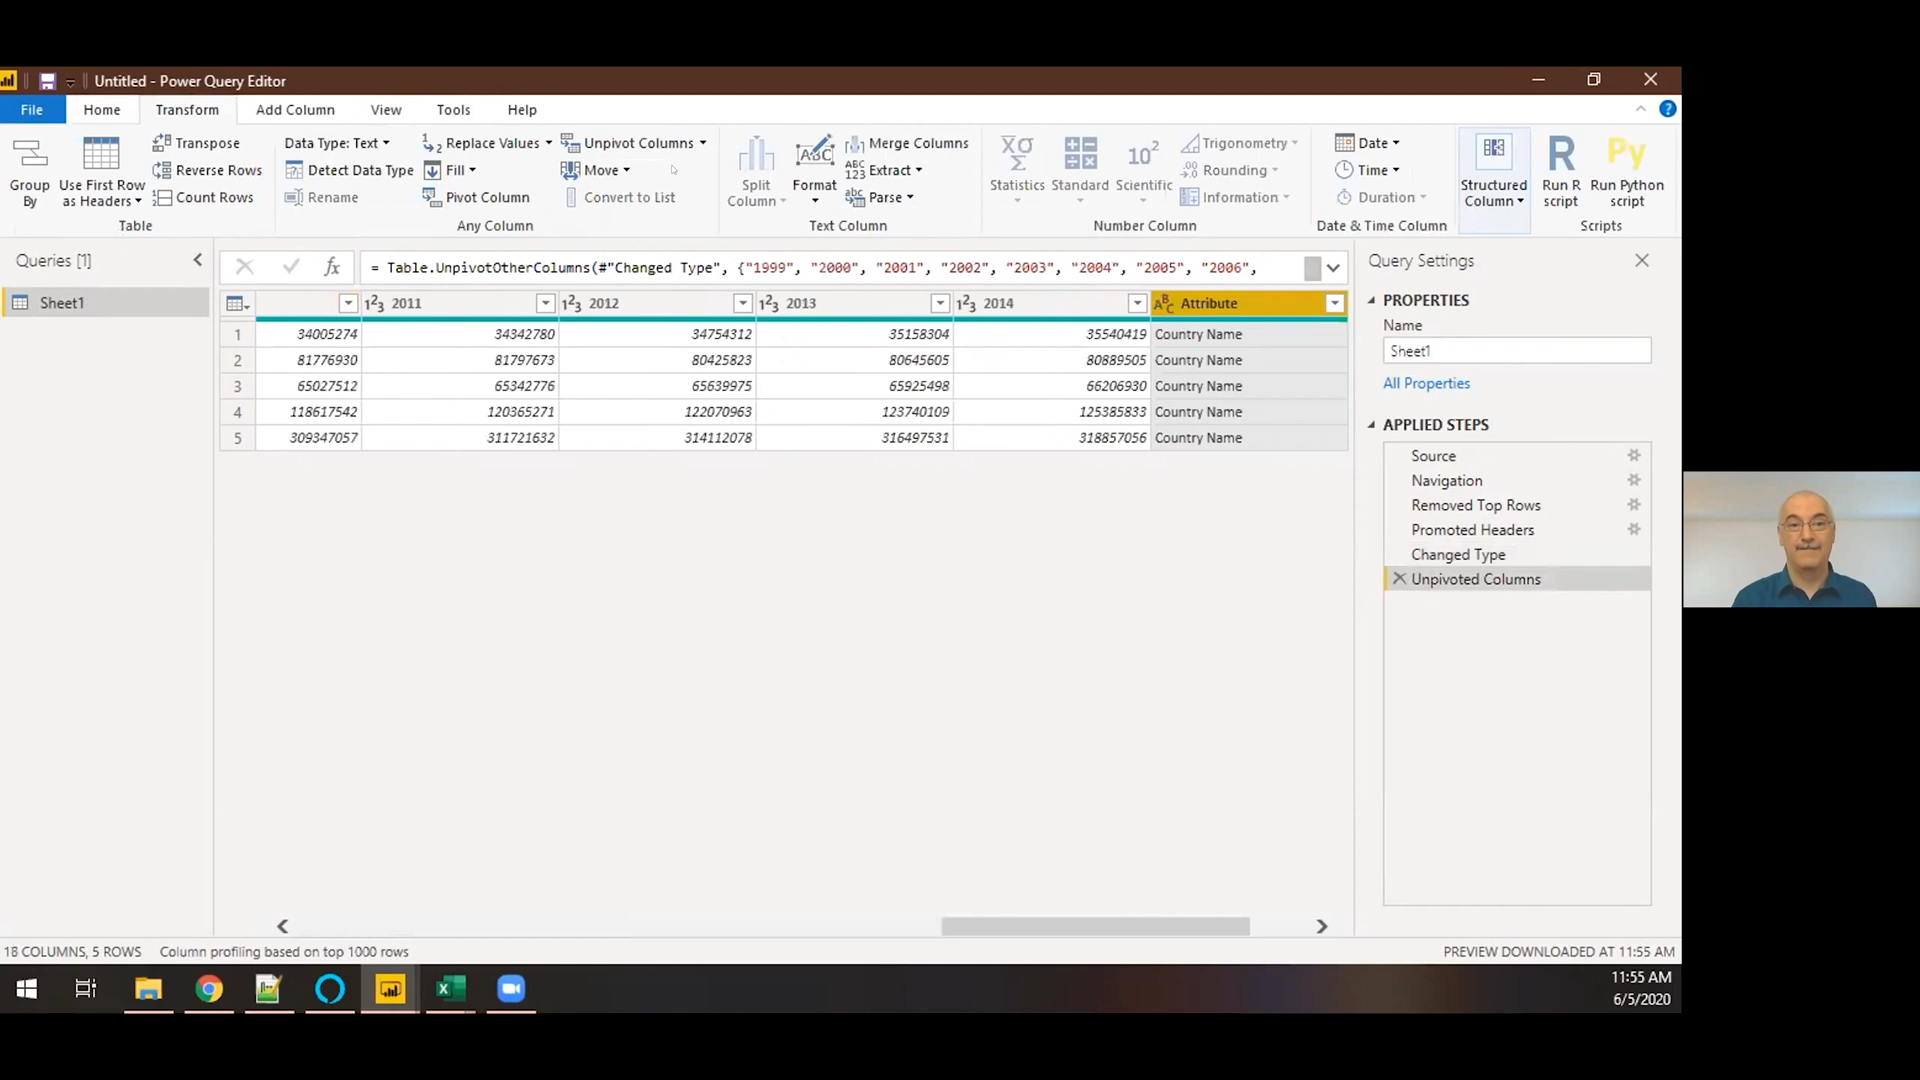 Untitled - Power Query Editor
File Home Transform Add Column View Tools Help
Group By
Use First Row as Headers
Transpose
Reverse Rows
Count Rows
Table
Data Type: Text
Detect Data Type
Rename
Replace Values
Fill
Pivot Column
Unpivot Columns
Move
Convert to List
Any Column
Split Column
Format
Merge Columns
Extract
Parse
Text Column
Statistics
Standard
Scientific
Trigonometry
Rounding
Information
Number Column
Date
Time
Duration
Date & Time Column
Structured Column
Run R script
Run Python script
Scripts
Queries [1]
Sheet1
= Table.UnpivotOtherColumns(#"Changed Type", {"1999", "2000", "2001", "2002", "2003", "2004", "2005", "2006",
2011 2012 2013 2014 Attribute
1 34005274 34342780 34754312 35158304 35540419 Country Name
2 81776930 81797673 80425823 80645605 80889505 Country Name
3 65027512 65342776 65639975 65925498 66206930 Country Name
4 118617542 120365271 122070963 123740109 125385833 Country Name
5 309347057 311721632 314112078 316497531 318857056 Country Name
Query Settings
PROPERTIES
Name
Sheet1
All Properties
APPLIED STEPS
Source
Navigation
Removed Top Rows
Promoted Headers
Changed Type
Unpivoted Columns
18 COLUMNS, 5 ROWS Column profiling based on top 1000 rows
PREVIEW DOWNLOADED AT 11:55 AM
11:55 AM
6/5/2020